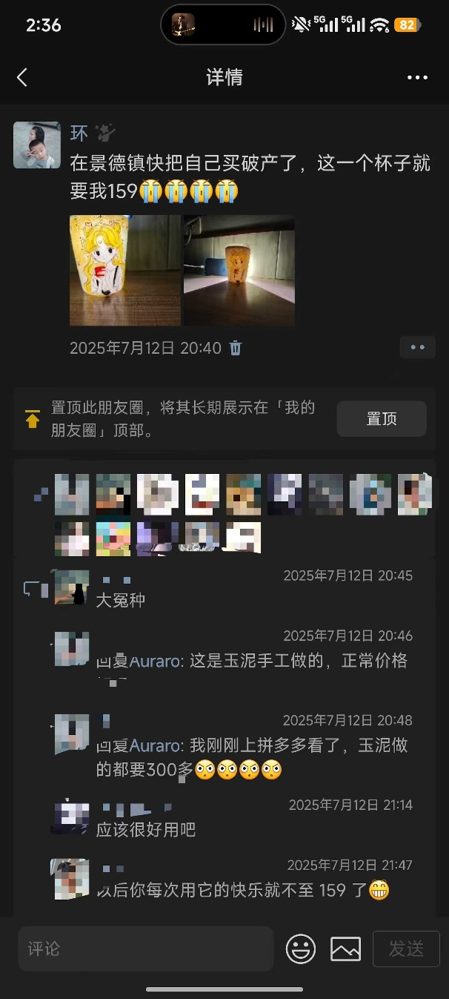 2:36
5G
5G
6
82
详情
环
在景德镇快把自己买破产了，这一个杯子就
要我159😭😭😭😭
2025年7月12日 20:40
置顶此朋友圈，将其长期展示在「我的
朋友圈」顶部。
置顶
2025年7月12日 20:45
大冤种
2025年7月12日 20:46
回复Auraro: 这是玉泥手工做的，正常价格
2025年7月12日 20:48
回复Auraro: 我刚刚上拼多多看了，玉泥做
的都要300多🙄🙄🙄🙄
2025年7月12日 21:14
应该很好用吧
2025年7月12日 21:47
以后你每次用它的快乐就不至 159 了😁
评论
发送